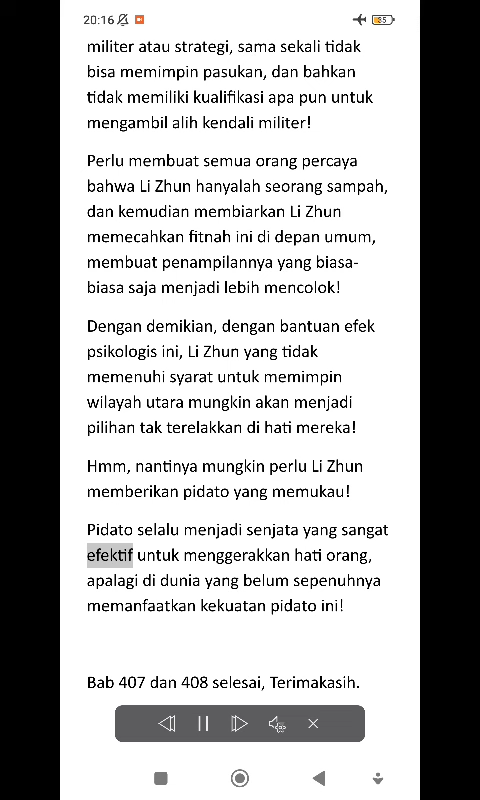 20:16
35
militer atau strategi, sama sekali tidak
bisa memimpin pasukan, dan bahkan
tidak memiliki kualifikasi apa pun untuk
mengambil alih kendali militer!
Perlu membuat semua orang percaya
bahwa Li Zhun hanyalah seorang sampah,
dan kemudian membiarkan Li Zhun
memecahkan fitnah ini di depan umum,
membuat penampilannya yang biasa-
biasa saja menjadi lebih mencolok!
Dengan demikian, dengan bantuan efek
psikologis ini, Li Zhun yang tidak
memenuhi syarat untuk memimpin
wilayah utara mungkin akan menjadi
pilihan tak terelakkan di hati mereka!
Hmm, nantinya mungkin perlu Li Zhun
memberikan pidato yang memukau!
Pidato selalu menjadi senjata yang sangat
efektif untuk menggerakkan hati orang,
apalagi di dunia yang belum sepenuhnya
memanfaatkan kekuatan pidato ini!
Bab 407 dan 408 selesai, Terimakasih.